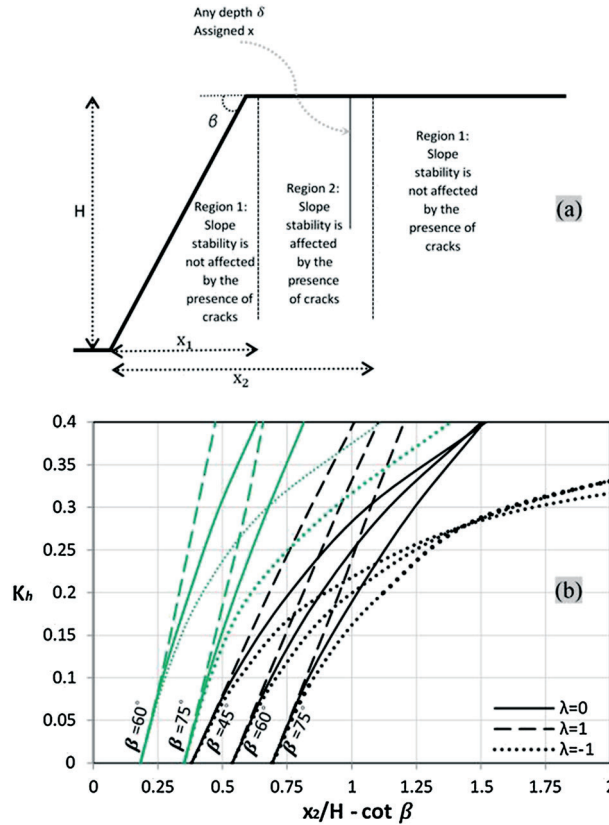 Any depth δ
Assigned x
β
H
Region 1:
Slope
stability is
not affected
by the
presence of
cracks
Region 2:
Slope
stability is
affected
by the
presence
of cracks
Region 1:
Slope
stability is
not affected
by the
presence of
cracks
(a)
x₁
x₂
0.4
0.35
0.3
0.25
0.2
0.15
0.1
0.05
0
Kh
(b)
β=60°
β=75°
β=45°
β=60°
β=75°
λ=0
λ=1
λ=-1
0 0.25 0.5 0.75 1 1.25 1.5 1.75 2
x₂/H - cot β